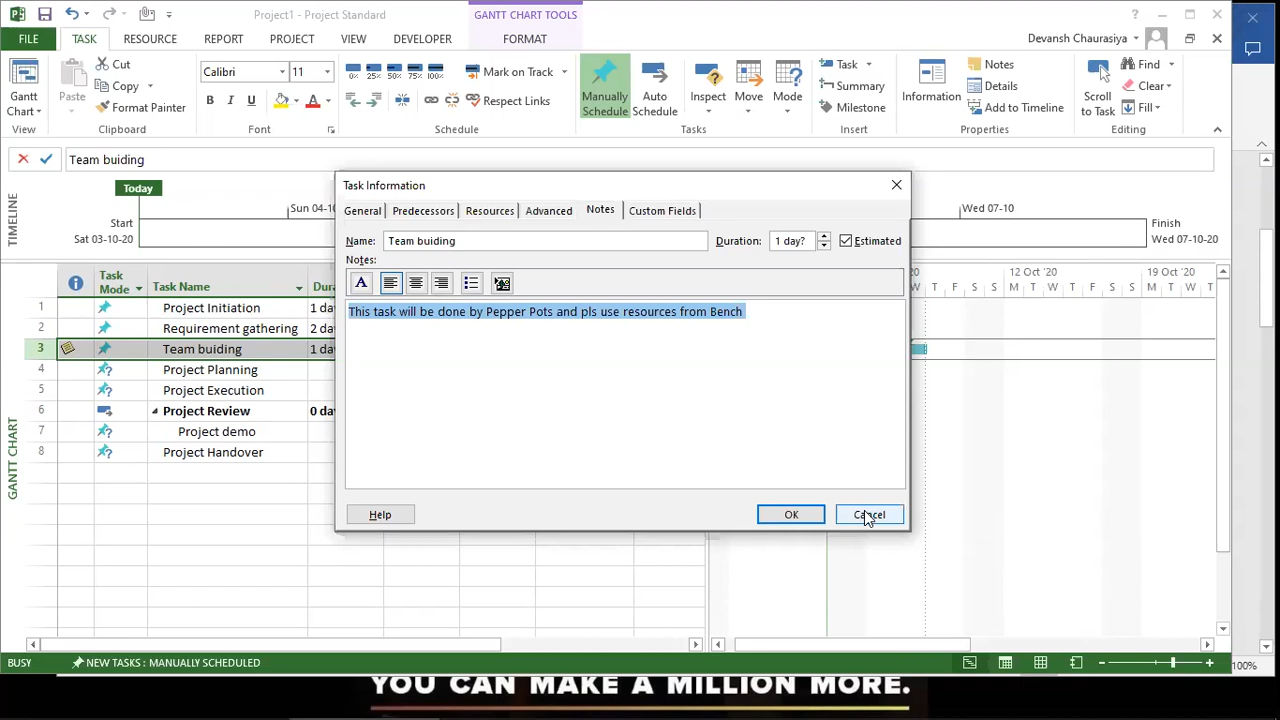 Project1 - Project Standard
GANTT CHART TOOLS
?
FILE
TASK
RESOURCE
REPORT
PROJECT
VIEW
DEVELOPER
FORMAT
Devansh Chaurasiya
Gantt Chart
View
Paste
Cut
Copy
Format Painter
Clipboard
Calibri
11
B I U
A
Font
0% 25% 50% 75% 100%
Mark on Track
Respect Links
Schedule
Manually Schedule
Auto Schedule
Inspect
Move
Mode
Tasks
Task
Summary
Milestone
Insert
Information
Notes
Details
Add to Timeline
Properties
Scroll to Task
Find
Clear
Fill
Editing
Team buiding
TIMELINE
Today
Start
Sat 03-10-20
Sun 04-10
Wed 07-10
Finish
Wed 07-10-20
Task Information
General
Predecessors
Resources
Advanced
Notes
Custom Fields
Name:
Team buiding
Duration:
1 day?
Estimated
Notes:
A
This task will be done by Pepper Pots and pls use resources from Bench
Help
OK
Cancel
GANTT CHART
Task Mode
Task Name
Dura
1 Project Initiation 1 da
2 Requirement gathering 2 da
3 Team buiding 1 da
4 Project Planning
5 Project Execution
6 Project Review 0 da
7 Project demo
8 Project Handover
'20
12 Oct '20
19 Oct '20
W T F S S M T W T F S S M T W T F
BUSY
NEW TASKS : MANUALLY SCHEDULED
100%
YOU CAN MAKE A MILLION MORE.